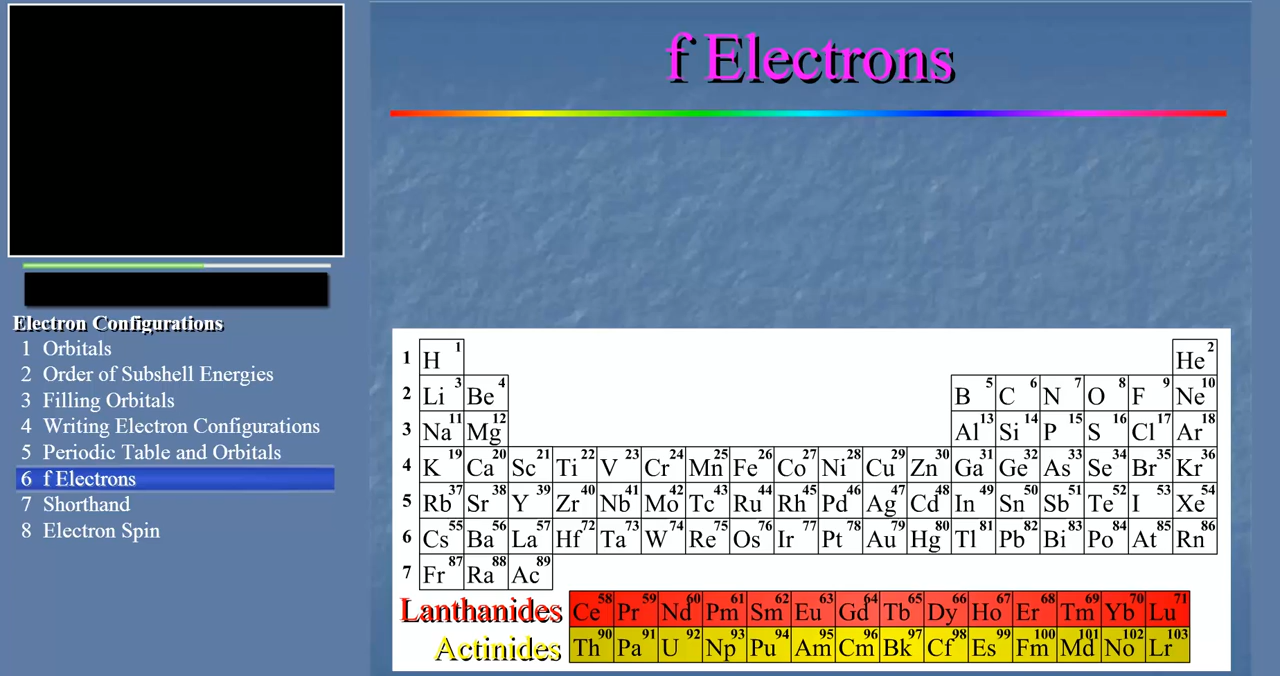 f Electrons
Electron Configurations
1 Orbitals
2 Order of Subshell Energies
3 Filling Orbitals
4 Writing Electron Configurations
5 Periodic Table and Orbitals
6 f Electrons
7 Shorthand
8 Electron Spin
1 H 1 He 2
2 Li 3 Be 4 B 5 C 6 N 7 O 8 F 9 Ne 10
3 Na 11 Mg 12 Al 13 Si 14 P 15 S 16 Cl 17 Ar 18
4 K 19 Ca 20 Sc 21 Ti 22 V 23 Cr 24 Mn 25 Fe 26 Co 27 Ni 28 Cu 29 Zn 30 Ga 31 Ge 32 As 33 Se 34 Br 35 Kr 36
5 Rb 37 Sr 38 Y 39 Zr 40 Nb 41 Mo 42 Tc 43 Ru 44 Rh 45 Pd 46 Ag 47 Cd 48 In 49 Sn 50 Sb 51 Te 52 I 53 Xe 54
6 Cs 55 Ba 56 La 57 Hf 72 Ta 73 W 74 Re 75 Os 76 Ir 77 Pt 78 Au 79 Hg 80 Tl 81 Pb 82 Bi 83 Po 84 At 85 Rn 86
7 Fr 87 Ra 88 Ac 89
Lanthanides Ce 58 Pr 59 Nd 60 Pm 61 Sm 62 Eu 63 Gd 64 Tb 65 Dy 66 Ho 67 Er 68 Tm 69 Yb 70 Lu 71
Actinides Th 90 Pa 91 U 92 Np 93 Pu 94 Am 95 Cm 96 Bk 97 Cf 98 Es 99 Fm 100 Md 101 No 102 Lr 103